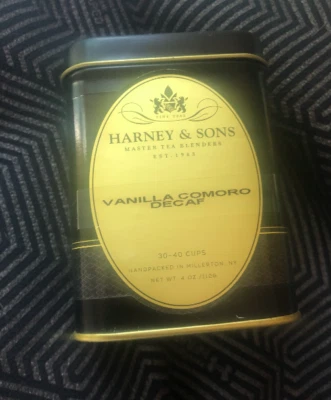 HARNEY & SONS
MASTER TEA BLENDERS
EST. 1983
VANILLA COMORO
DECAF
30-40 CUPS
HANDPACKED IN MILLERTON, NY
NET WT. 4 OZ